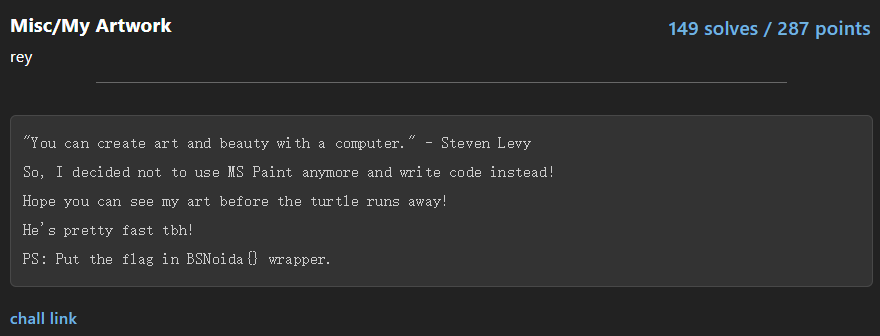 Misc/My Artwork
149 solves / 287 points
rey
"You can create art and beauty with a computer." - Steven Levy
So, I decided not to use MS Paint anymore and write code instead!
Hope you can see my art before the turtle runs away!
He's pretty fast tbh!
PS: Put the flag in BSNoida{} wrapper.
chall link